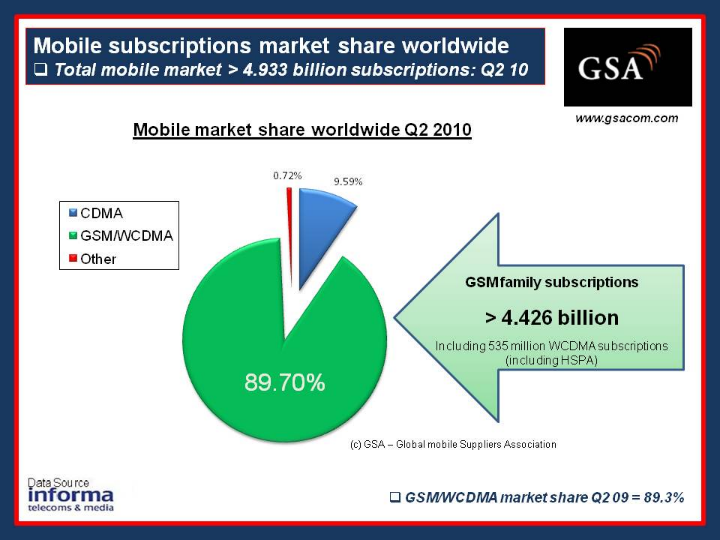 Mobile subscriptions market share worldwide
Total mobile market > 4.933 billion subscriptions: Q2 10
GSA
www.gsacom.com
Mobile market share worldwide Q2 2010
0.72%
9.59%
CDMA
GSM/WCDMA
Other
89.70%
GSM family subscriptions
> 4.426 billion
Including 535 million WCDMA subscriptions
(including HSPA)
(c) GSA – Global mobile Suppliers Association
Data Source
informa
telecoms & media
GSM/WCDMA market share Q2 09 = 89.3%